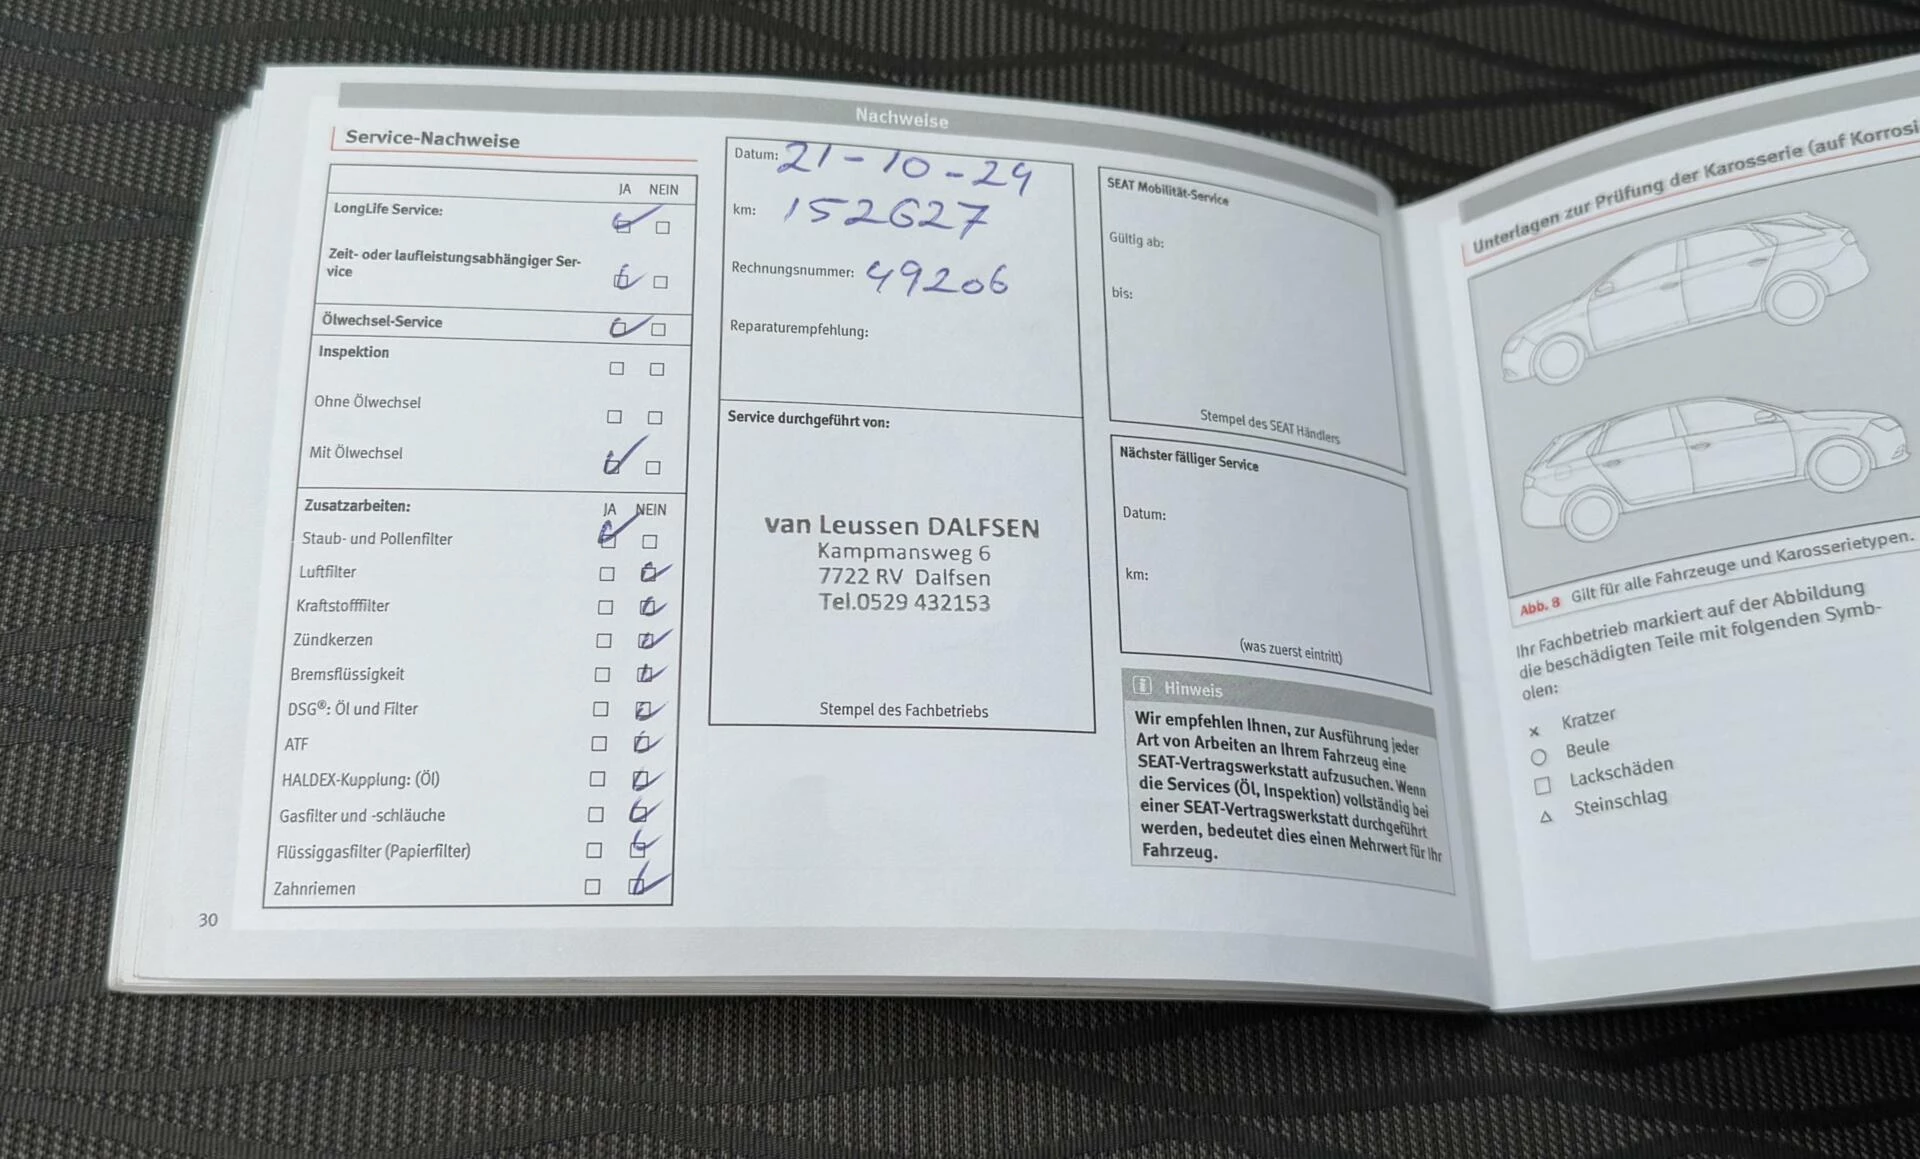 Nachweise
Service-Nachweise
JA NEIN
LongLife Service:
Zeit- oder laufleistungsabhängiger Ser-
vice
Ölwechsel-Service
Inspektion
Ohne Ölwechsel
Mit Ölwechsel
Zusatzarbeiten:
JA NEIN
Staub- und Pollenfilter
Luftfilter
Kraftstofffilter
Zündkerzen
Bremsflüssigkeit
DSG®: Öl und Filter
ATF
HALDEX-Kupplung: (Öl)
Gasfilter und -schläuche
Flüssiggasfilter (Papierfilter)
Zahnriemen
30
Datum: 21-10-24
km: 152627
Rechnungsnummer: 49206
Reparaturempfehlung:
Service durchgeführt von:
van Leussen DALFSEN
Kampmansweg 6
7722 RV Dalfsen
Tel.0529 432153
Stempel des Fachbetriebs
SEAT Mobilität-Service
Gültig ab:
bis:
Stempel des SEAT Händlers
Nächster fälliger Service
Datum:
km:
(was zuerst eintritt)
i Hinweis
Wir empfehlen Ihnen, zur Ausführung jeder
Art von Arbeiten an Ihrem Fahrzeug eine
SEAT-Vertragswerkstatt aufzusuchen. Wenn
die Services (Öl, Inspektion) vollständig bei
einer SEAT-Vertragswerkstatt durchgeführt
werden, bedeutet dies einen Mehrwert für Ihr
Fahrzeug.
Unterlagen zur Prüfung der Karosserie (auf Korrosi
Abb. 8 Gilt für alle Fahrzeuge und Karosserietypen.
Ihr Fachbetrieb markiert auf der Abbildung
die beschädigten Teile mit folgenden Symb-
olen:
Kratzer
Beule
Lackschäden
Steinschlag